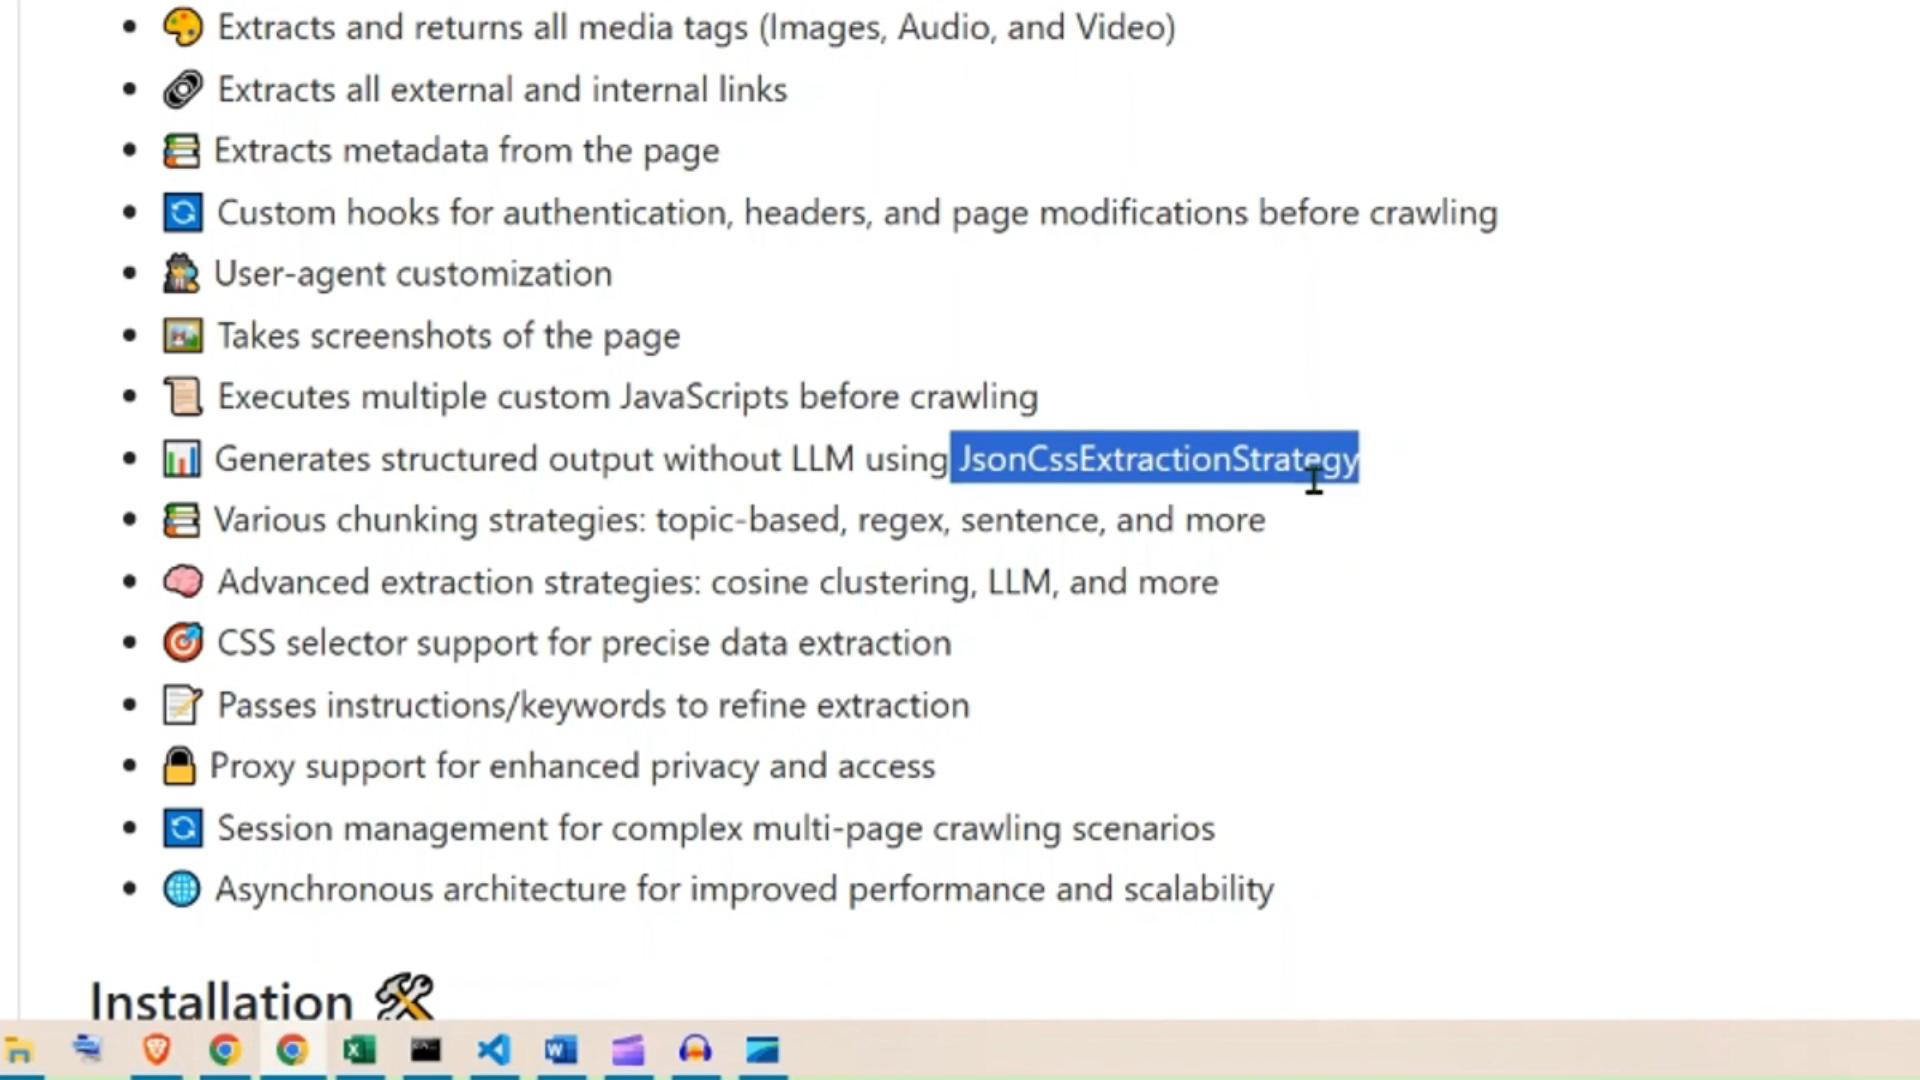 Extracts and returns all media tags (Images, Audio, and Video)
Extracts all external and internal links
Extracts metadata from the page
Custom hooks for authentication, headers, and page modifications before crawling
User-agent customization
Takes screenshots of the page
Executes multiple custom JavaScripts before crawling
Generates structured output without LLM using JsonCssExtractionStrategy
Various chunking strategies: topic-based, regex, sentence, and more
Advanced extraction strategies: cosine clustering, LLM, and more
CSS selector support for precise data extraction
Passes instructions/keywords to refine extraction
Proxy support for enhanced privacy and access
Session management for complex multi-page crawling scenarios
Asynchronous architecture for improved performance and scalability
Installation